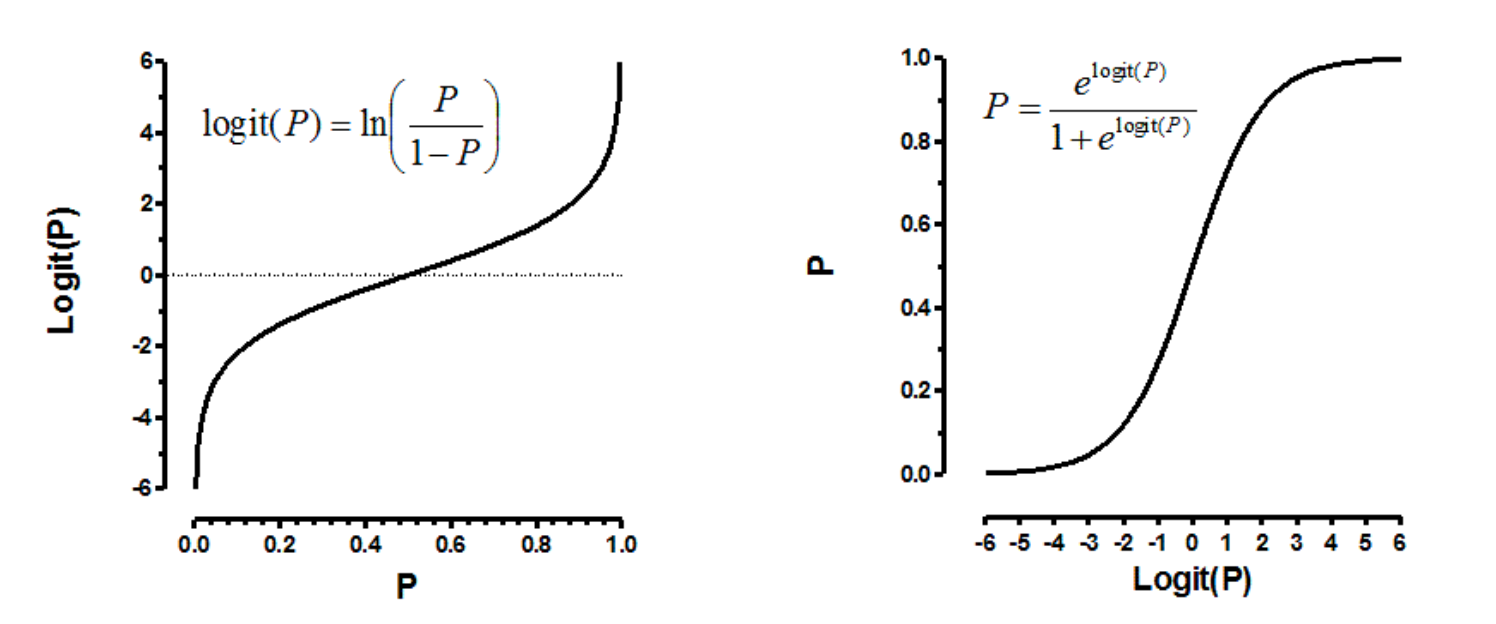 6
4
2
0
-2
-4
-6
Logit(P)
logit(P) = ln(P / (1 − P))
0.0 0.2 0.4 0.6 0.8 1.0
P
1.0
0.8
0.6
0.4
0.2
0.0
P
P = e^logit(P) / (1 + e^logit(P))
-6 -5 -4 -3 -2 -1 0 1 2 3 4 5 6
Logit(P)